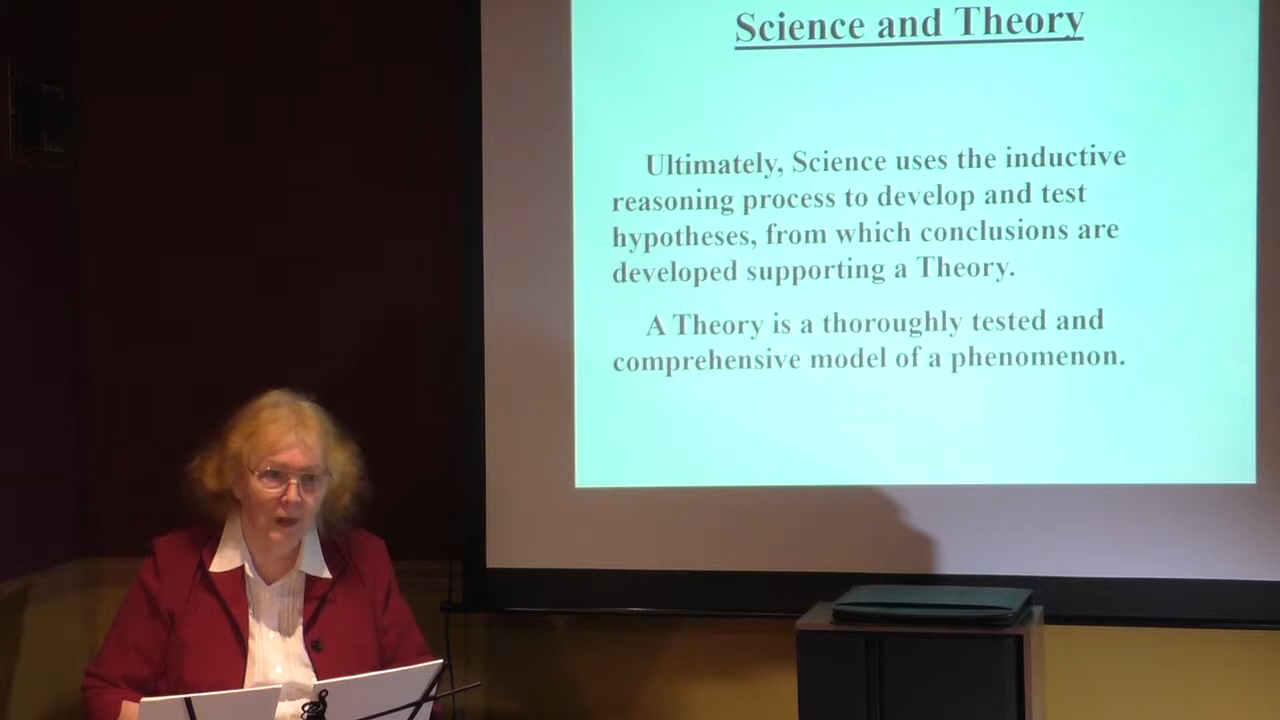 Science and Theory
Ultimately, Science uses the inductive
reasoning process to develop and test
hypotheses, from which conclusions are
developed supporting a Theory.
A Theory is a thoroughly tested and
comprehensive model of a phenomenon.